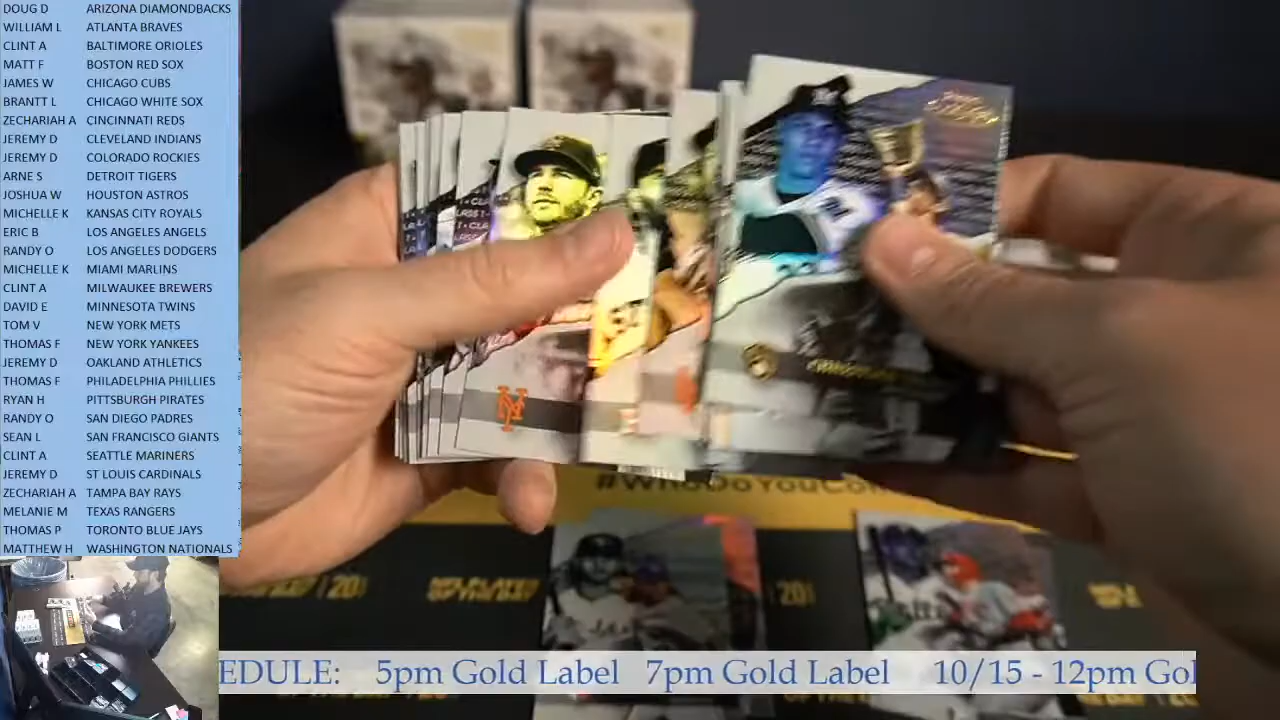 DOUG D ARIZONA DIAMONDBACKS
WILLIAM L ATLANTA BRAVES
CLINT A BALTIMORE ORIOLES
MATT F BOSTON RED SOX
JAMES W CHICAGO CUBS
BRANTT L CHICAGO WHITE SOX
ZECHARIAH A CINCINNATI REDS
JEREMY D CLEVELAND INDIANS
JEREMY D COLORADO ROCKIES
ARNE S DETROIT TIGERS
JOSHUA W HOUSTON ASTROS
MICHELLE K KANSAS CITY ROYALS
ERIC B LOS ANGELES ANGELS
RANDY O LOS ANGELES DODGERS
MICHELLE K MIAMI MARLINS
CLINT A MILWAUKEE BREWERS
DAVID E MINNESOTA TWINS
TOM V NEW YORK METS
THOMAS F NEW YORK YANKEES
JEREMY D OAKLAND ATHLETICS
THOMAS F PHILADELPHIA PHILLIES
RYAN H PITTSBURGH PIRATES
RANDY O SAN DIEGO PADRES
SEAN L SAN FRANCISCO GIANTS
CLINT A SEATTLE MARINERS
JEREMY D ST LOUIS CARDINALS
ZECHARIAH A TAMPA BAY RAYS
MELANIE M TEXAS RANGERS
THOMAS P TORONTO BLUE JAYS
MATTHEW H WASHINGTON NATIONALS
EDULE: 5pm Gold Label 7pm Gold Label 10/15 - 12pm Gol